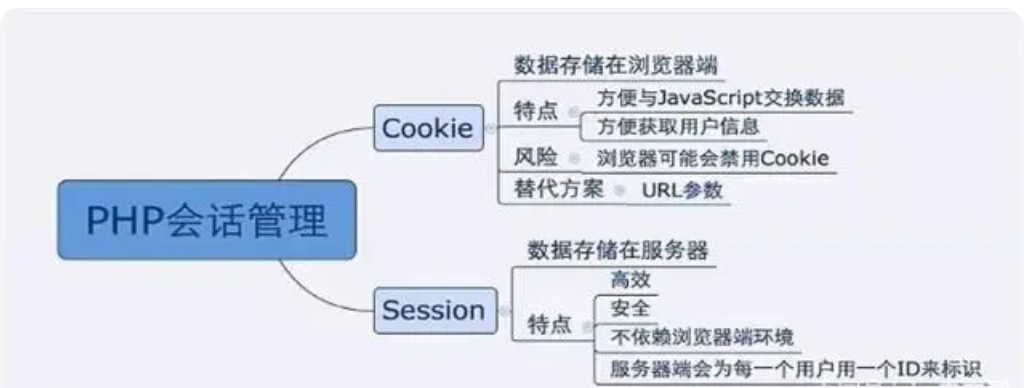 PHP会话管理
Cookie
数据存储在浏览器端
特点
方便与JavaScript交换数据
方便获取用户信息
风险
浏览器可能会禁用Cookie
替代方案
URL参数
Session
数据存储在服务器
特点
高效
安全
不依赖浏览器端环境
服务器端会为每一个用户用一个ID来标识